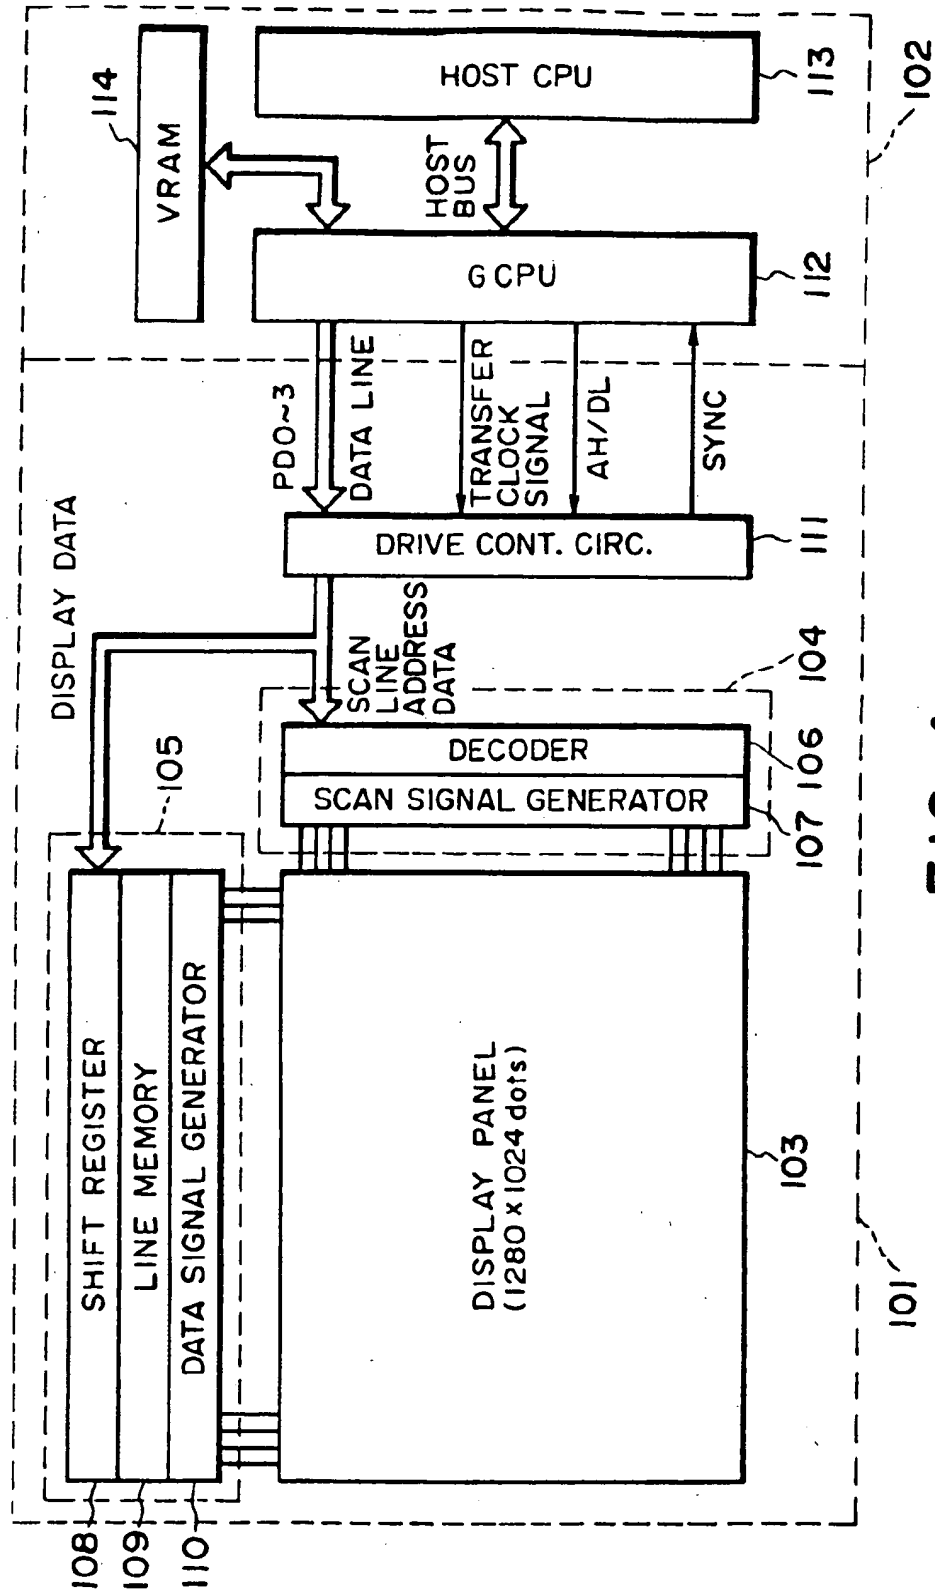 108
109
110
SHIFT REGISTER
LINE MEMORY
DATA SIGNAL GENERATOR
105
DISPLAY DATA
114
VRAM
DISPLAY PANEL
(1280 x 1024 dots)
103
SCAN SIGNAL GENERATOR
DECODER
107
106
104
SCAN
LINE
ADDRESS
DATA
DRIVE CONT. CIRC.
111
PD0~3
DATA LINE
TRANSFER
CLOCK
SIGNAL
AH/DL
SYNC
G CPU
112
HOST
BUS
HOST CPU
113
101
102